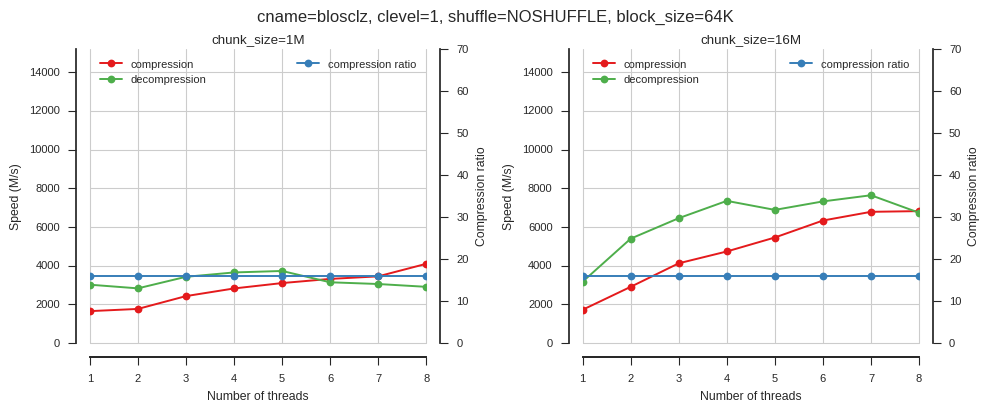 cname=blosclz, clevel=1, shuffle=NOSHUFFLE, block_size=64K
chunk_size=1M
compression
decompression
compression ratio
14000
12000
10000
8000
6000
4000
2000
0
Speed (M/s)
70
60
50
40
30
20
10
0
Compression ratio
1 2 3 4 5 6 7 8
Number of threads
chunk_size=16M
compression
decompression
compression ratio
14000
12000
10000
8000
6000
4000
2000
0
Speed (M/s)
70
60
50
40
30
20
10
0
Compression ratio
1 2 3 4 5 6 7 8
Number of threads